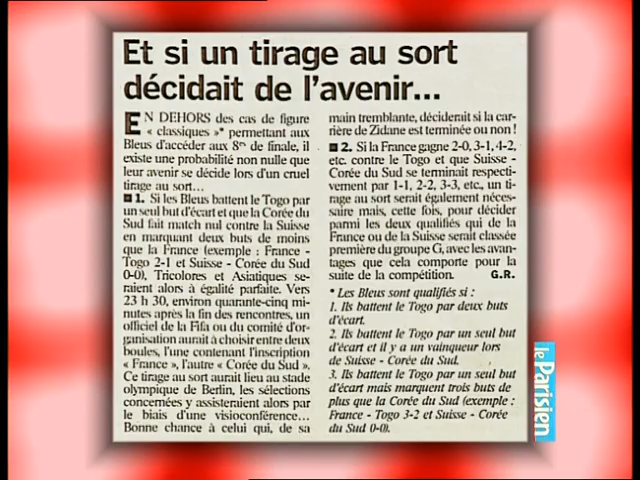 Et si un tirage au sort
décidait de l'avenir...
EN DEHORS des cas de figure
« classiques »* permettant aux
Bleus d'accéder aux 8es de finale, il
existe une probabilité non nulle que
leur avenir se décide lors d'un cruel
tirage au sort...
■ 1. Si les Bleus battent le Togo par
un seul but d'écart et que la Corée du
Sud fait match nul contre la Suisse
en marquant deux buts de moins
que la France (exemple : France -
Togo 2-1 et Suisse - Corée du Sud
0-0), Tricolores et Asiatiques se-
raient alors à égalité parfaite. Vers
23 h 30, environ quarante-cinq mi-
nutes après la fin des rencontres, un
officiel de la Fifa ou du comité d'or-
ganisation aurait à choisir entre deux
boules, l'une contenant l'inscription
« France », l'autre « Corée du Sud ».
Ce tirage au sort aurait lieu au stade
olympique de Berlin, les sélections
concernées y assisteraient alors par
le biais d'une visioconférence...
Bonne chance à celui qui, de sa
main tremblante, déciderait si la car-
rière de Zidane est terminée ou non !
■ 2. Si la France gagne 2-0, 3-1, 4-2,
etc. contre le Togo et que Suisse -
Corée du Sud se terminait respecti-
vement par 1-1, 2-2, 3-3, etc., un ti-
rage au sort serait également néces-
saire mais, cette fois, pour décider
parmi les deux qualifiés qui de la
France ou de la Suisse serait classée
première du groupe G, avec les avan-
tages que cela comporte pour la
suite de la compétition. G.R.
* Les Bleus sont qualifiés si :
1. Ils battent le Togo par deux buts
d'écart.
2. Ils battent le Togo par un seul but
d'écart et il y a un vainqueur lors
de Suisse - Corée du Sud.
3. Ils battent le Togo par un seul but
d'écart mais marquent trois buts de
plus que la Corée du Sud (exemple :
France - Togo 3-2 et Suisse - Corée
du Sud 0-0).
le Parisien